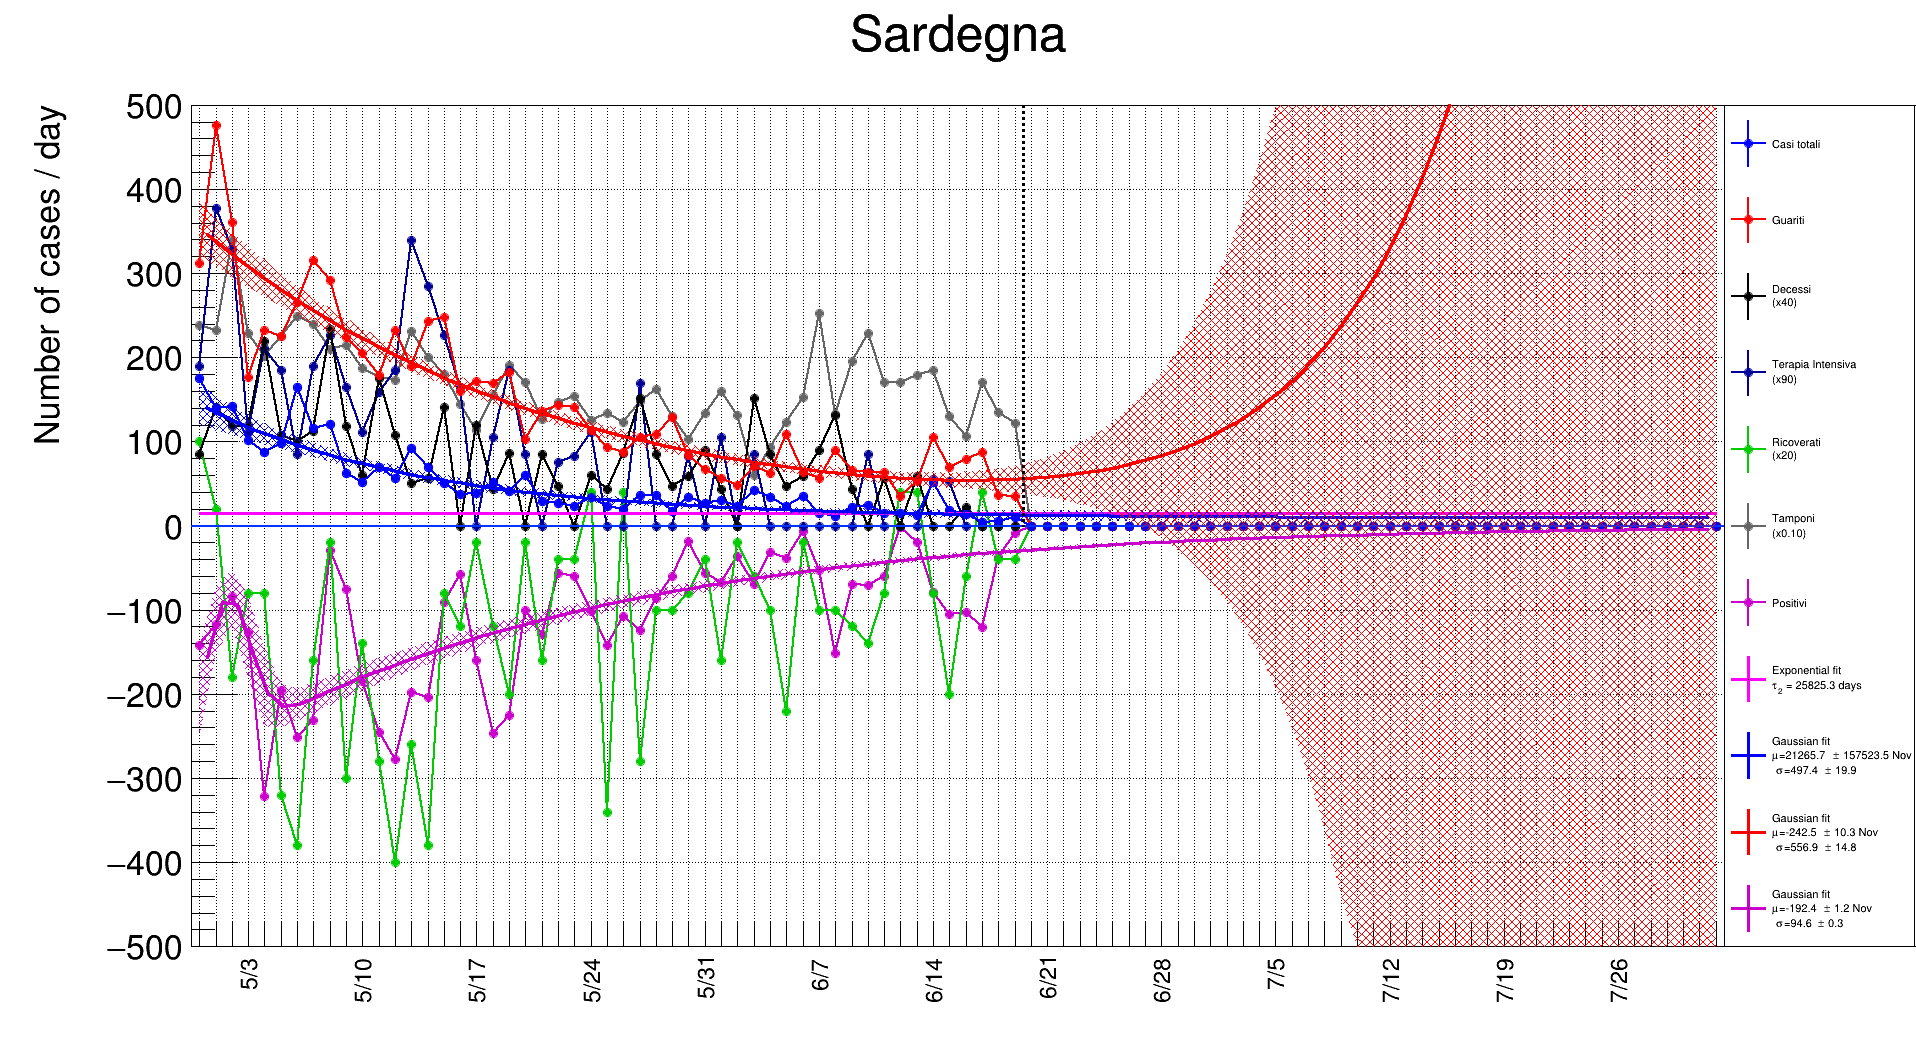 Sardegna
Number of cases / day
500
400
300
200
100
0
−100
−200
−300
−400
−500
5/3
5/10
5/17
5/24
5/31
6/7
6/14
6/21
6/28
7/5
7/12
7/19
7/26
Casi totali
Guariti
Decessi
(x40)
Terapia Intensiva
(x90)
Ricoverati
(x20)
Tamponi
(x0.10)
Positivi
Exponential fit
τ₂ = 25825.3 days
Gaussian fit
μ=21265.7 ± 157523.5 Nov
σ=497.4 ± 19.9
Gaussian fit
μ=-242.5 ± 10.3 Nov
σ=556.9 ± 14.8
Gaussian fit
μ=-192.4 ± 1.2 Nov
σ=94.6 ± 0.3